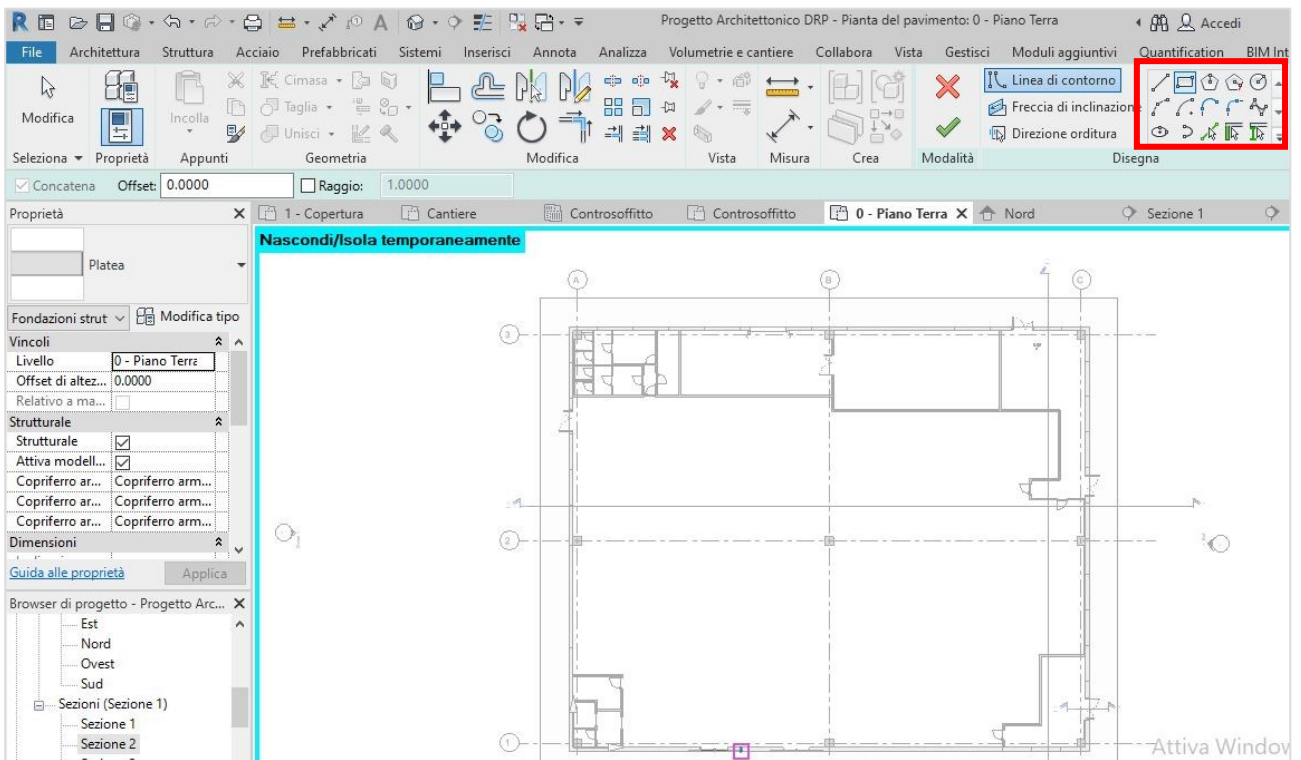 Progetto Architettonico DRP - Pianta del pavimento: 0 - Piano Terra
Accedi
File Architettura Struttura Acciaio Prefabbricati Sistemi Inserisci Annota Analizza Volumetrie e cantiere Collabora Vista Gestisci Moduli aggiuntivi Quantification BIM Int
Cimasa
Linea di contorno
Modifica
Incolla
Taglia
Freccia di inclinazione
Unisci
Direzione orditura
Seleziona Proprietà Appunti Geometria Modifica Vista Misura Crea Modalità Disegna
Concatena Offset: 0.0000 Raggio: 1.0000
Proprietà X
1 - Copertura Cantiere Controsoffitto Controsoffitto 0 - Piano Terra X Nord Sezione 1
Nascondi/Isola temporaneamente
Platea
Fondazioni strut Modifica tipo
Vincoli
Livello 0 - Piano Terra
Offset di altez... 0.0000
Relativo a ma...
Strutturale
Strutturale
Attiva modell...
Copriferro ar... Copriferro arm...
Copriferro ar... Copriferro arm...
Copriferro ar... Copriferro arm...
Dimensioni
Guida alle proprietà Applica
Browser di progetto - Progetto Arc... X
Est
Nord
Ovest
Sud
Sezioni (Sezione 1)
Sezione 1
Sezione 2
A B C
3
2
1
Attiva Window